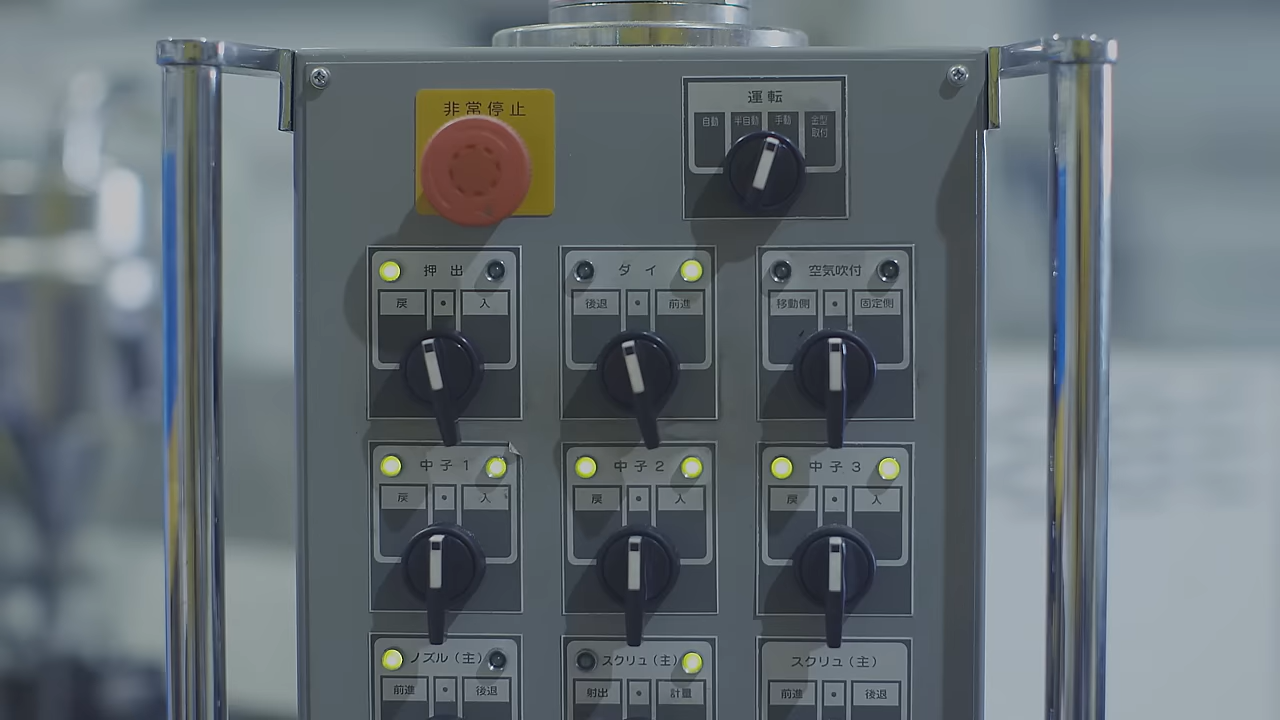 非常停止
運転
自動 半自動 手動 金型
取付
押出
戻 • 入
ダイ
後退 • 前進
空気吹付
移動側 • 固定側
中子1
戻 • 入
中子2
戻 • 入
中子3
戻 • 入
ノズル(主)
前進 • 後退
スクリュ(主)
射出 • 計量
スクリュ(主)
前進 • 後退